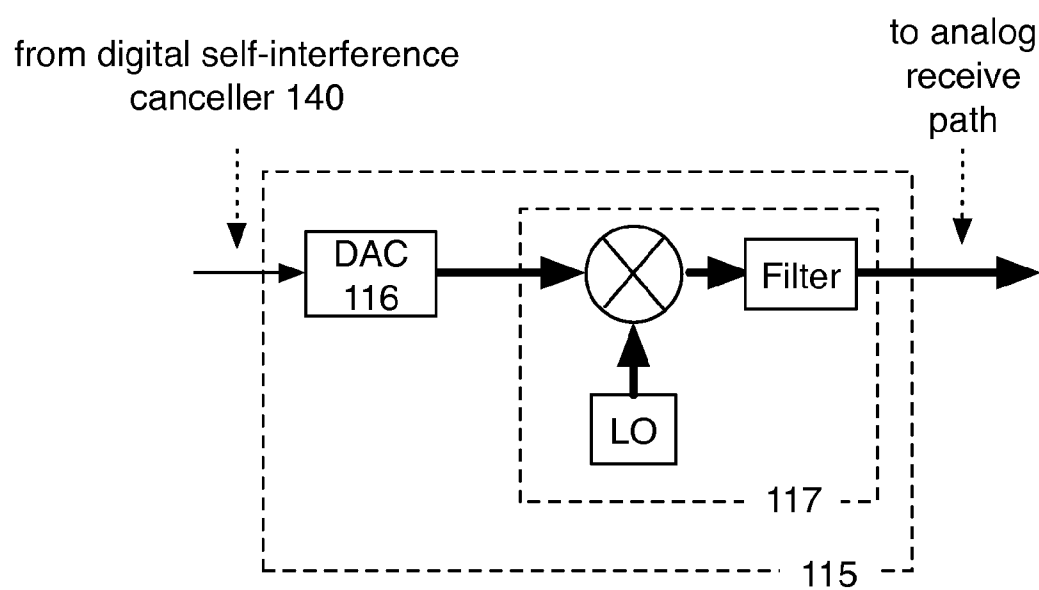 from digital self-interference
canceller 140
to analog
receive
path
DAC
116
Filter
LO
117
115